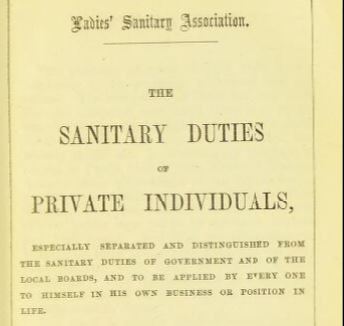 Ladies' Sanitary Association.
THE
SANITARY DUTIES
OF
PRIVATE INDIVIDUALS,
ESPECIALLY SEPARATED AND DISTINGUISHED FROM
THE SANITARY DUTIES OF GOVERNMENT AND OF THE
LOCAL BOARDS, AND TO BE APPLIED BY EVERY ONE
TO HIMSELF IN HIS OWN BUSINESS OR POSITION IN
LIFE.